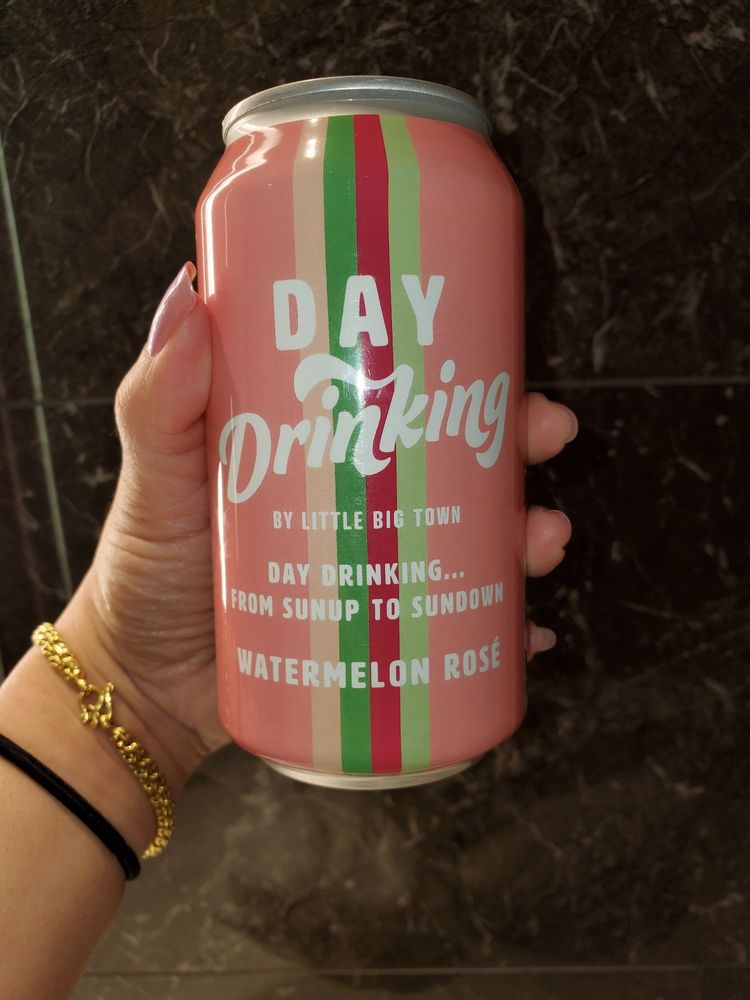 DAY
Drinking
BY LITTLE BIG TOWN
DAY DRINKING...
FROM SUNUP TO SUNDOWN
WATERMELON ROSÉ